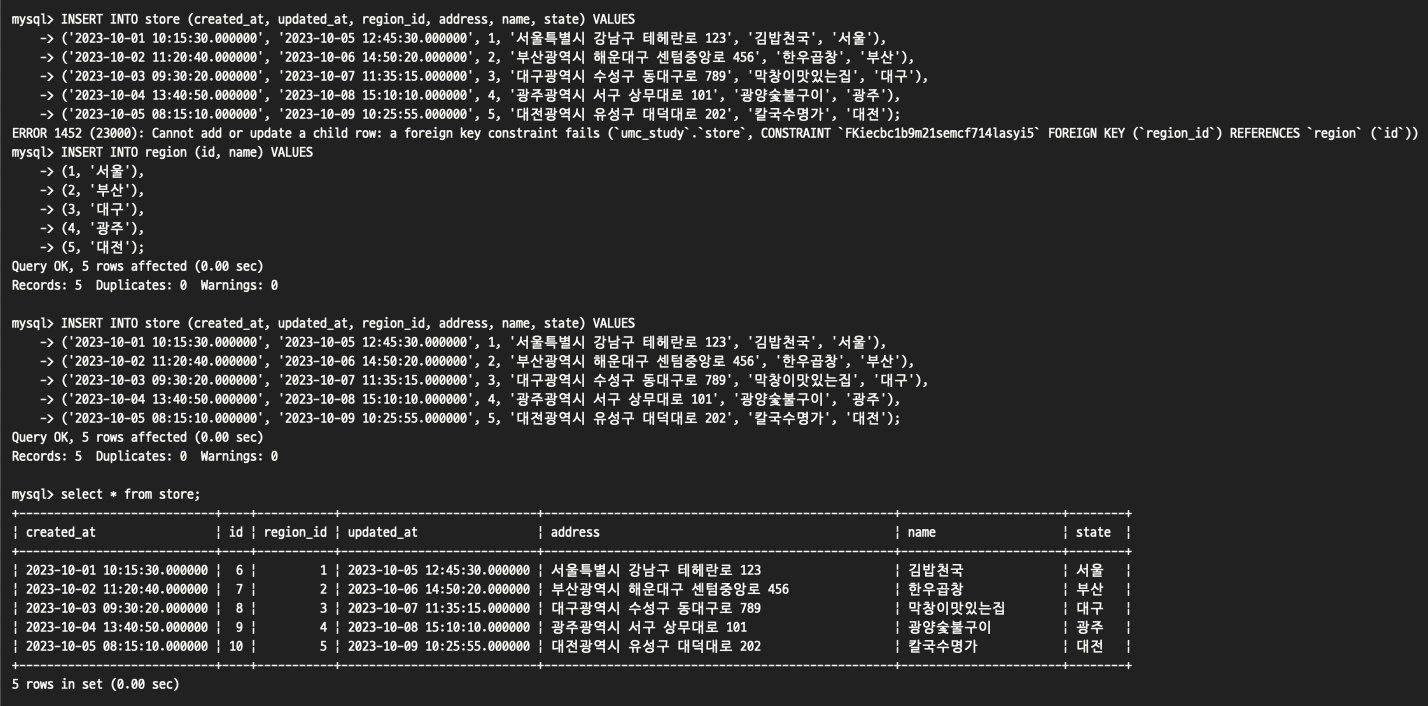 mysql> INSERT INTO store (created_at, updated_at, region_id, address, name, state) VALUES
    -> ('2023-10-01 10:15:30.000000', '2023-10-05 12:45:30.000000', 1, '서울특별시 강남구 테헤란로 123', '김밥천국', '서울'),
    -> ('2023-10-02 11:20:40.000000', '2023-10-06 14:50:20.000000', 2, '부산광역시 해운대구 센텀중앙로 456', '한우곱창', '부산'),
    -> ('2023-10-03 09:30:20.000000', '2023-10-07 11:35:15.000000', 3, '대구광역시 수성구 동대구로 789', '막창이맛있는집', '대구'),
    -> ('2023-10-04 13:40:50.000000', '2023-10-08 15:10:10.000000', 4, '광주광역시 서구 상무대로 101', '광양숯불구이', '광주'),
    -> ('2023-10-05 08:15:10.000000', '2023-10-09 10:25:55.000000', 5, '대전광역시 유성구 대덕대로 202', '칼국수명가', '대전');
ERROR 1452 (23000): Cannot add or update a child row: a foreign key constraint fails (`umc_study`.`store`, CONSTRAINT `FKiecbc1b9m21semcf714lasyi5` FOREIGN KEY (`region_id`) REFERENCES `region` (`id`))
mysql> INSERT INTO region (id, name) VALUES
    -> (1, '서울'),
    -> (2, '부산'),
    -> (3, '대구'),
    -> (4, '광주'),
    -> (5, '대전');
Query OK, 5 rows affected (0.00 sec)
Records: 5  Duplicates: 0  Warnings: 0

mysql> INSERT INTO store (created_at, updated_at, region_id, address, name, state) VALUES
    -> ('2023-10-01 10:15:30.000000', '2023-10-05 12:45:30.000000', 1, '서울특별시 강남구 테헤란로 123', '김밥천국', '서울'),
    -> ('2023-10-02 11:20:40.000000', '2023-10-06 14:50:20.000000', 2, '부산광역시 해운대구 센텀중앙로 456', '한우곱창', '부산'),
    -> ('2023-10-03 09:30:20.000000', '2023-10-07 11:35:15.000000', 3, '대구광역시 수성구 동대구로 789', '막창이맛있는집', '대구'),
    -> ('2023-10-04 13:40:50.000000', '2023-10-08 15:10:10.000000', 4, '광주광역시 서구 상무대로 101', '광양숯불구이', '광주'),
    -> ('2023-10-05 08:15:10.000000', '2023-10-09 10:25:55.000000', 5, '대전광역시 유성구 대덕대로 202', '칼국수명가', '대전');
Query OK, 5 rows affected (0.00 sec)
Records: 5  Duplicates: 0  Warnings: 0

mysql> select * from store;
| created_at | id | region_id | updated_at | address | name | state |
| 2023-10-01 10:15:30.000000 | 6 | 1 | 2023-10-05 12:45:30.000000 | 서울특별시 강남구 테헤란로 123 | 김밥천국 | 서울 |
| 2023-10-02 11:20:40.000000 | 7 | 2 | 2023-10-06 14:50:20.000000 | 부산광역시 해운대구 센텀중앙로 456 | 한우곱창 | 부산 |
| 2023-10-03 09:30:20.000000 | 8 | 3 | 2023-10-07 11:35:15.000000 | 대구광역시 수성구 동대구로 789 | 막창이맛있는집 | 대구 |
| 2023-10-04 13:40:50.000000 | 9 | 4 | 2023-10-08 15:10:10.000000 | 광주광역시 서구 상무대로 101 | 광양숯불구이 | 광주 |
| 2023-10-05 08:15:10.000000 | 10 | 5 | 2023-10-09 10:25:55.000000 | 대전광역시 유성구 대덕대로 202 | 칼국수명가 | 대전 |
5 rows in set (0.00 sec)